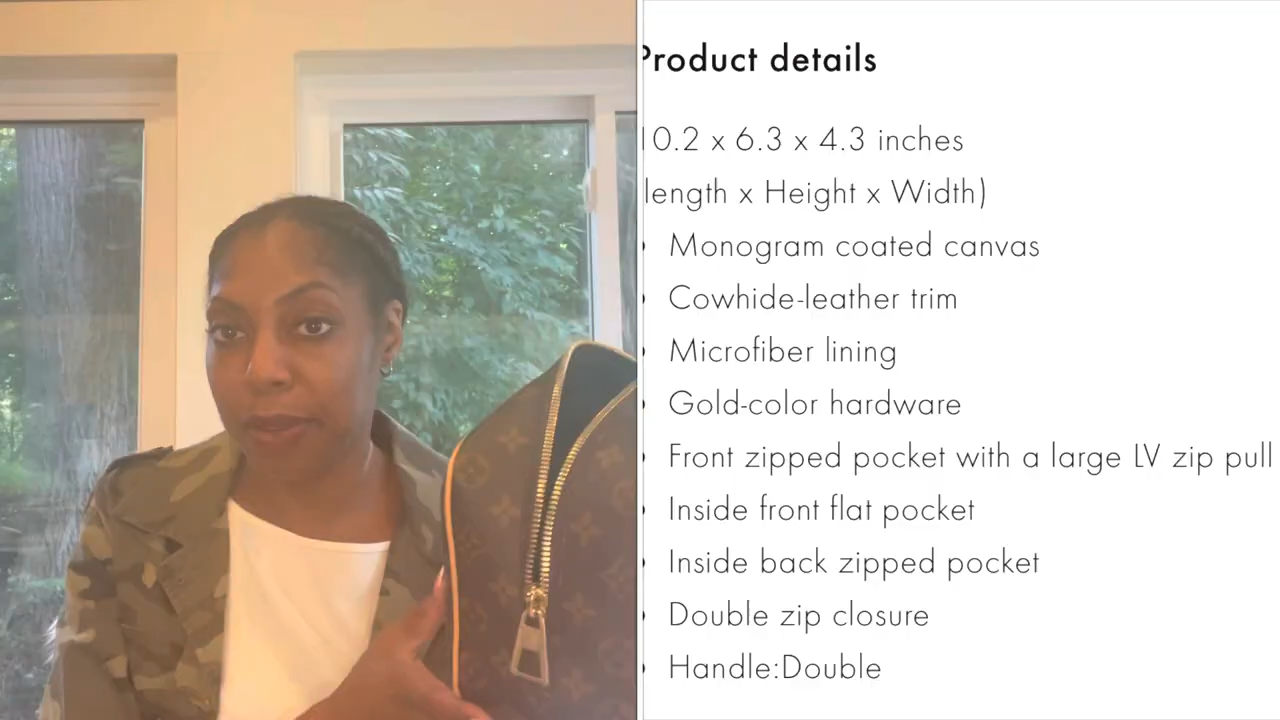 Product details
10.2 x 6.3 x 4.3 inches
length x Height x Width)
Monogram coated canvas
Cowhide-leather trim
Microfiber lining
Gold-color hardware
Front zipped pocket with a large LV zip pull
Inside front flat pocket
Inside back zipped pocket
Double zip closure
Handle:Double